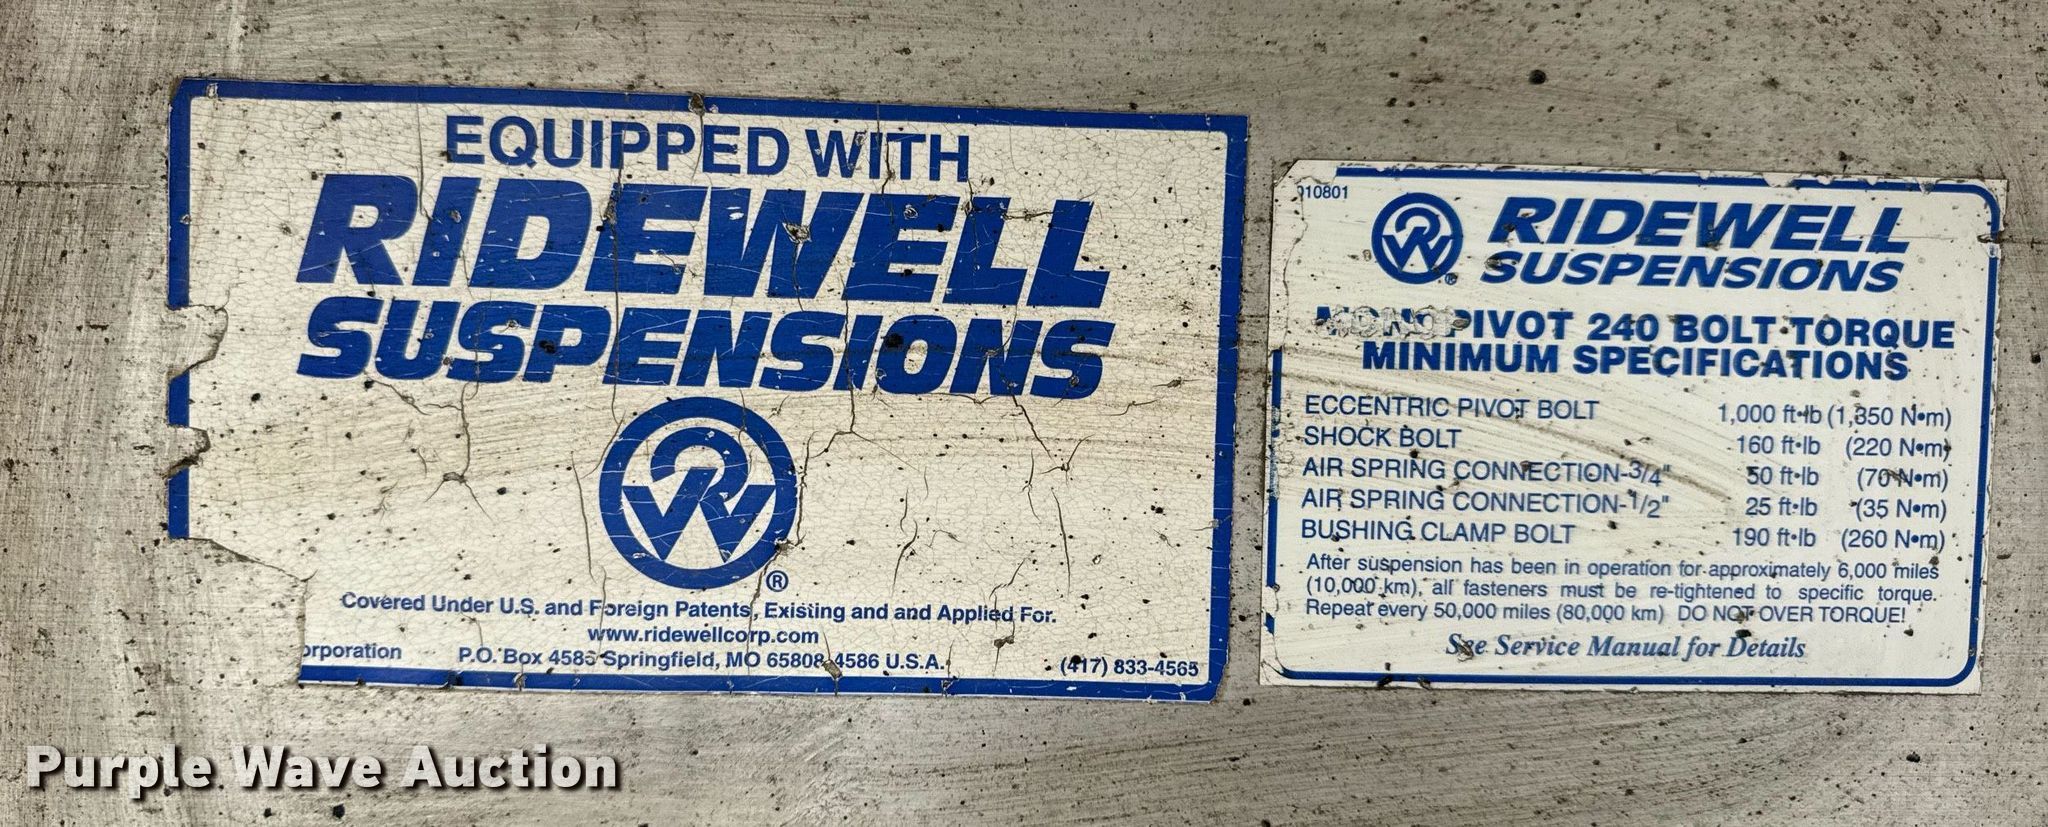 EQUIPPED WITH
RIDEWELL
SUSPENSIONS
®
Covered Under U.S. and Foreign Patents, Existing and and Applied For.
www.ridewellcorp.com
orporation P.O. Box 4586 Springfield, MO 65808-4586 U.S.A. (417) 833-4565
010801
RIDEWELL
SUSPENSIONS
®
MONOPIVOT 240 BOLT TORQUE
MINIMUM SPECIFICATIONS
ECCENTRIC PIVOT BOLT 1,000 ft•lb (1,350 N•m)
SHOCK BOLT 160 ft•lb (220 N•m)
AIR SPRING CONNECTION-3/4" 50 ft•lb (70 N•m)
AIR SPRING CONNECTION-1/2" 25 ft•lb (35 N•m)
BUSHING CLAMP BOLT 190 ft•lb (260 N•m)
After suspension has been in operation for approximately 6,000 miles
(10,000 km), all fasteners must be re-tightened to specific torque.
Repeat every 50,000 miles (80,000 km) DO NOT OVER TORQUE!
See Service Manual for Details
Purple Wave Auction